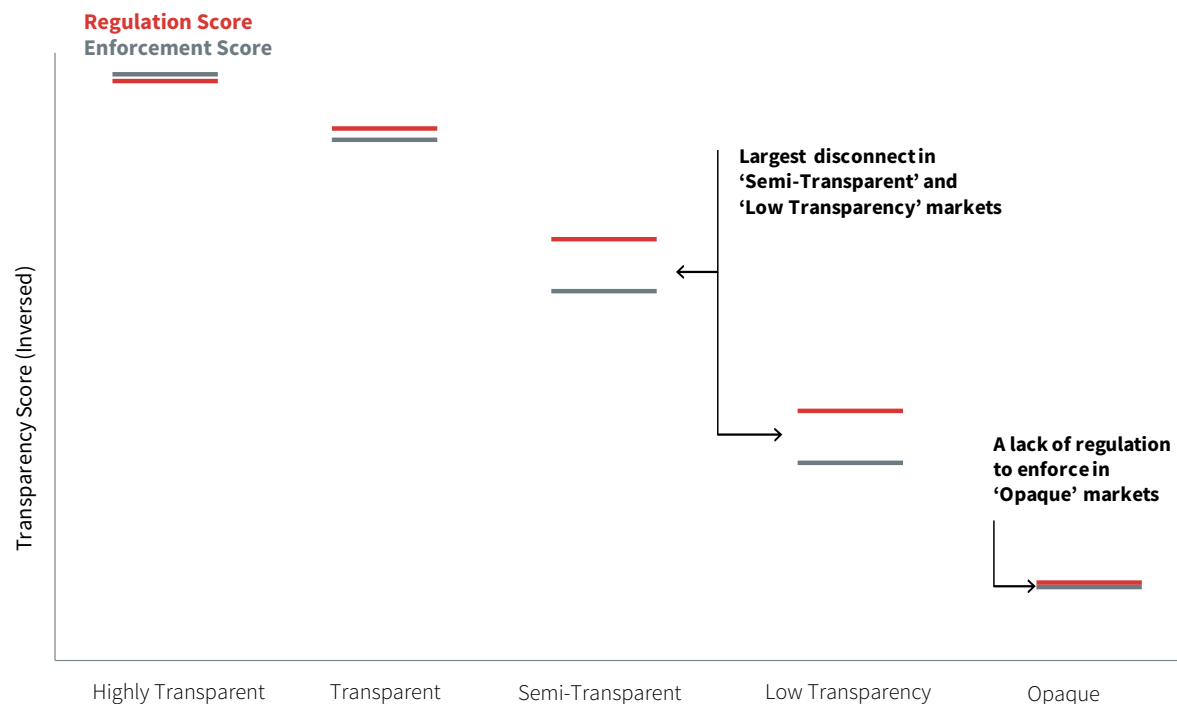 Regulation Score
Enforcement Score
Largest disconnect in
‘Semi-Transparent’ and
‘Low Transparency’ markets
A lack of regulation
to enforce in
‘Opaque’ markets
Transparency Score (Inversed)
Highly Transparent
Transparent
Semi-Transparent
Low Transparency
Opaque